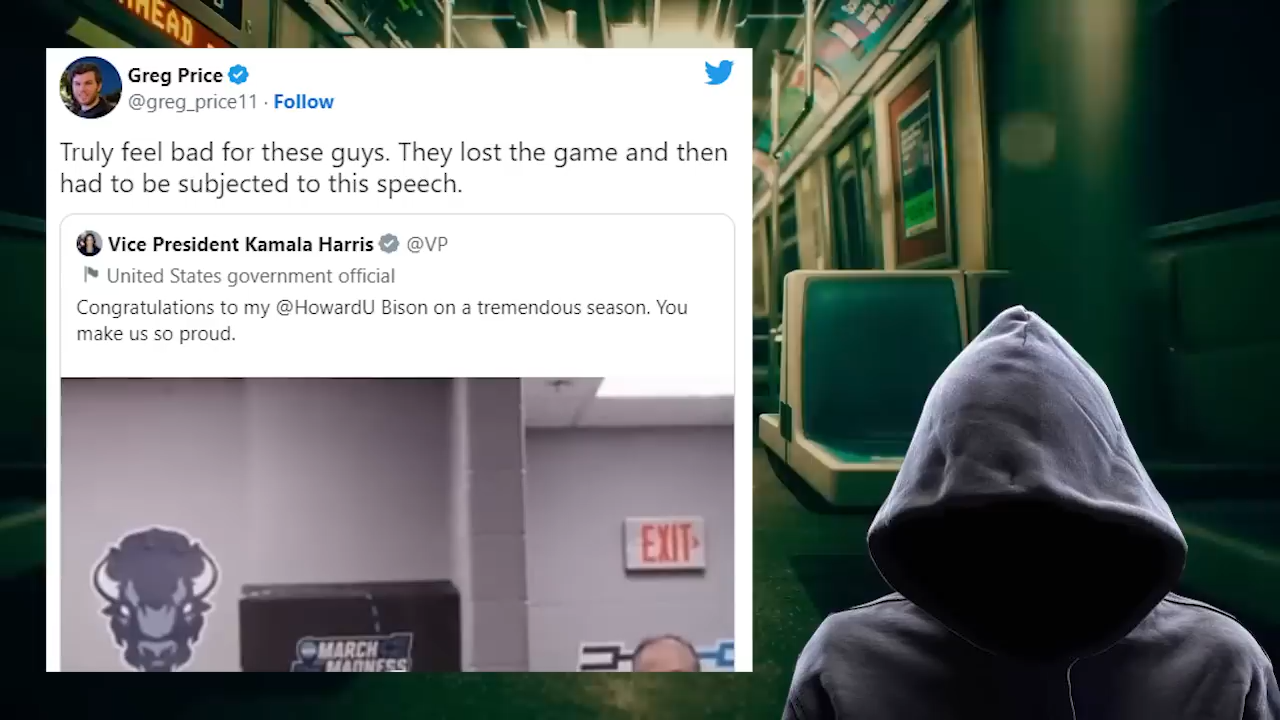 AHEAD
Greg Price
@greg_price11 · Follow
Truly feel bad for these guys. They lost the game and then
had to be subjected to this speech.
Vice President Kamala Harris @VP
United States government official
Congratulations to my @HowardU Bison on a tremendous season. You
make us so proud.
EXIT
MARCH
MADNESS